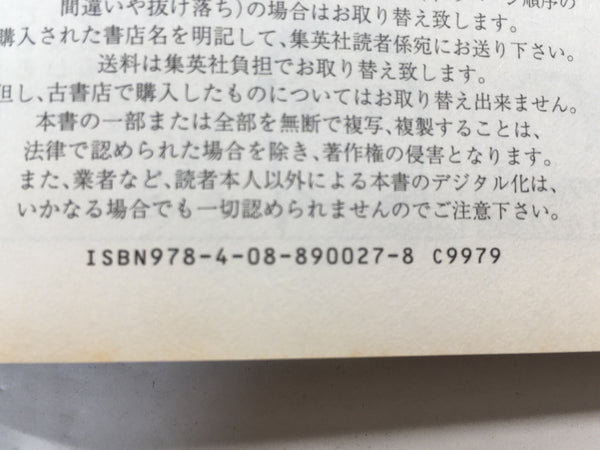 間違いや抜け落ち)の場合はお取り替え致します。
購入された書店名を明記して、集英社読者係宛にお送り下さい。
送料は集英社負担でお取り替え致します。
但し、古書店で購入したものについてはお取り替え出来ません。
本書の一部または全部を無断で複写、複製することは、
法律で認められた場合を除き、著作権の侵害となります。
また、業者など、読者本人以外による本書のデジタル化は、
いかなる場合でも一切認められませんのでご注意下さい。
ISBN978-4-08-890027-8 C9979